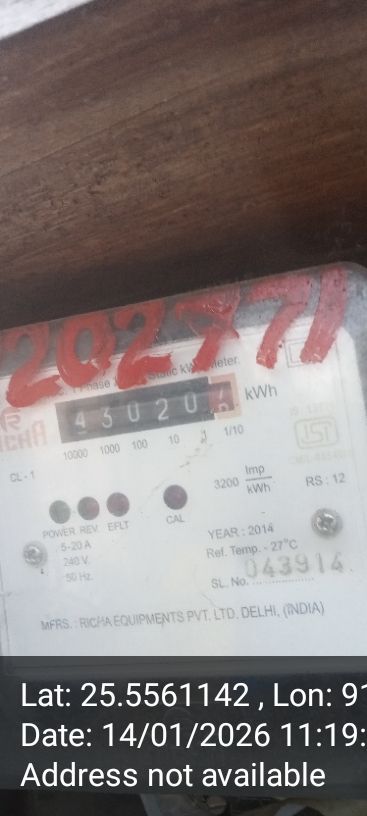 202771
1 Phase
Static kWh Meter.
RICHA
4 3 0 2 0
kWh
10000 1000 100 10 1 1/10
CL - 1
3200 Imp
kWh
RS : 12
POWER REV. EFLT
CAL
5-20 A
240 V.
50 Hz.
YEAR : 2014
Ref. Temp. - 27°C
SL. No. 043914
MFRS. : RICHA EQUIPMENTS PVT. LTD. DELHI, (INDIA)
Lat: 25.5561142 , Lon: 91
Date: 14/01/2026 11:19:
Address not available